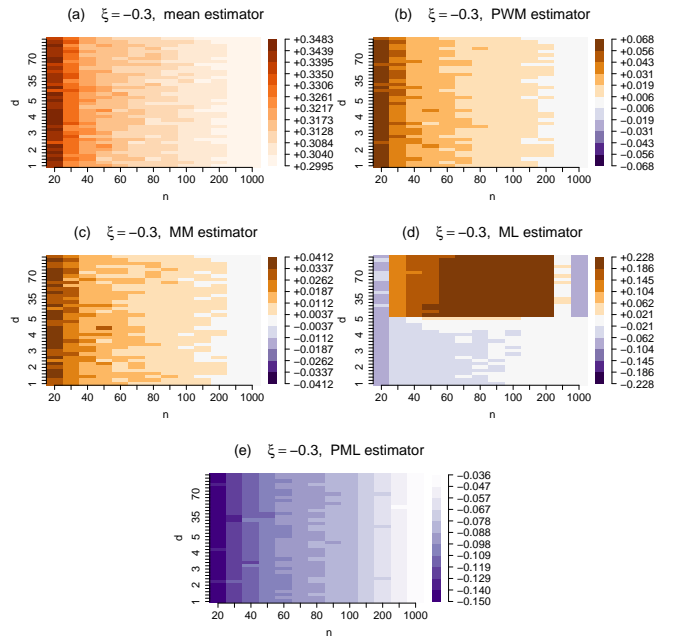 (a) ξ = −0.3, mean estimator
d
1 2 3 4 5 35 70
20 40 60 100 200 1000
n
+0.3483
+0.3439
+0.3395
+0.3350
+0.3306
+0.3261
+0.3217
+0.3173
+0.3128
+0.3084
+0.3040
+0.2995
(b) ξ = −0.3, PWM estimator
d
1 2 3 4 5 35 70
20 40 60 100 200 1000
n
+0.068
+0.056
+0.043
+0.031
+0.019
+0.006
−0.006
−0.019
−0.031
−0.043
−0.056
−0.068
(c) ξ = −0.3, MM estimator
d
1 2 3 4 5 35 70
20 40 60 100 200 1000
n
+0.0412
+0.0337
+0.0262
+0.0187
+0.0112
+0.0037
−0.0037
−0.0112
−0.0187
−0.0262
−0.0337
−0.0412
(d) ξ = −0.3, ML estimator
d
1 2 3 4 5 35 70
20 40 60 100 200 1000
n
+0.228
+0.186
+0.145
+0.104
+0.062
+0.021
−0.021
−0.062
−0.104
−0.145
−0.186
−0.228
(e) ξ = −0.3, PML estimator
d
1 2 3 4 5 35 70
20 40 60 100 200 1000
n
−0.036
−0.047
−0.057
−0.067
−0.078
−0.088
−0.098
−0.109
−0.119
−0.129
−0.140
−0.150